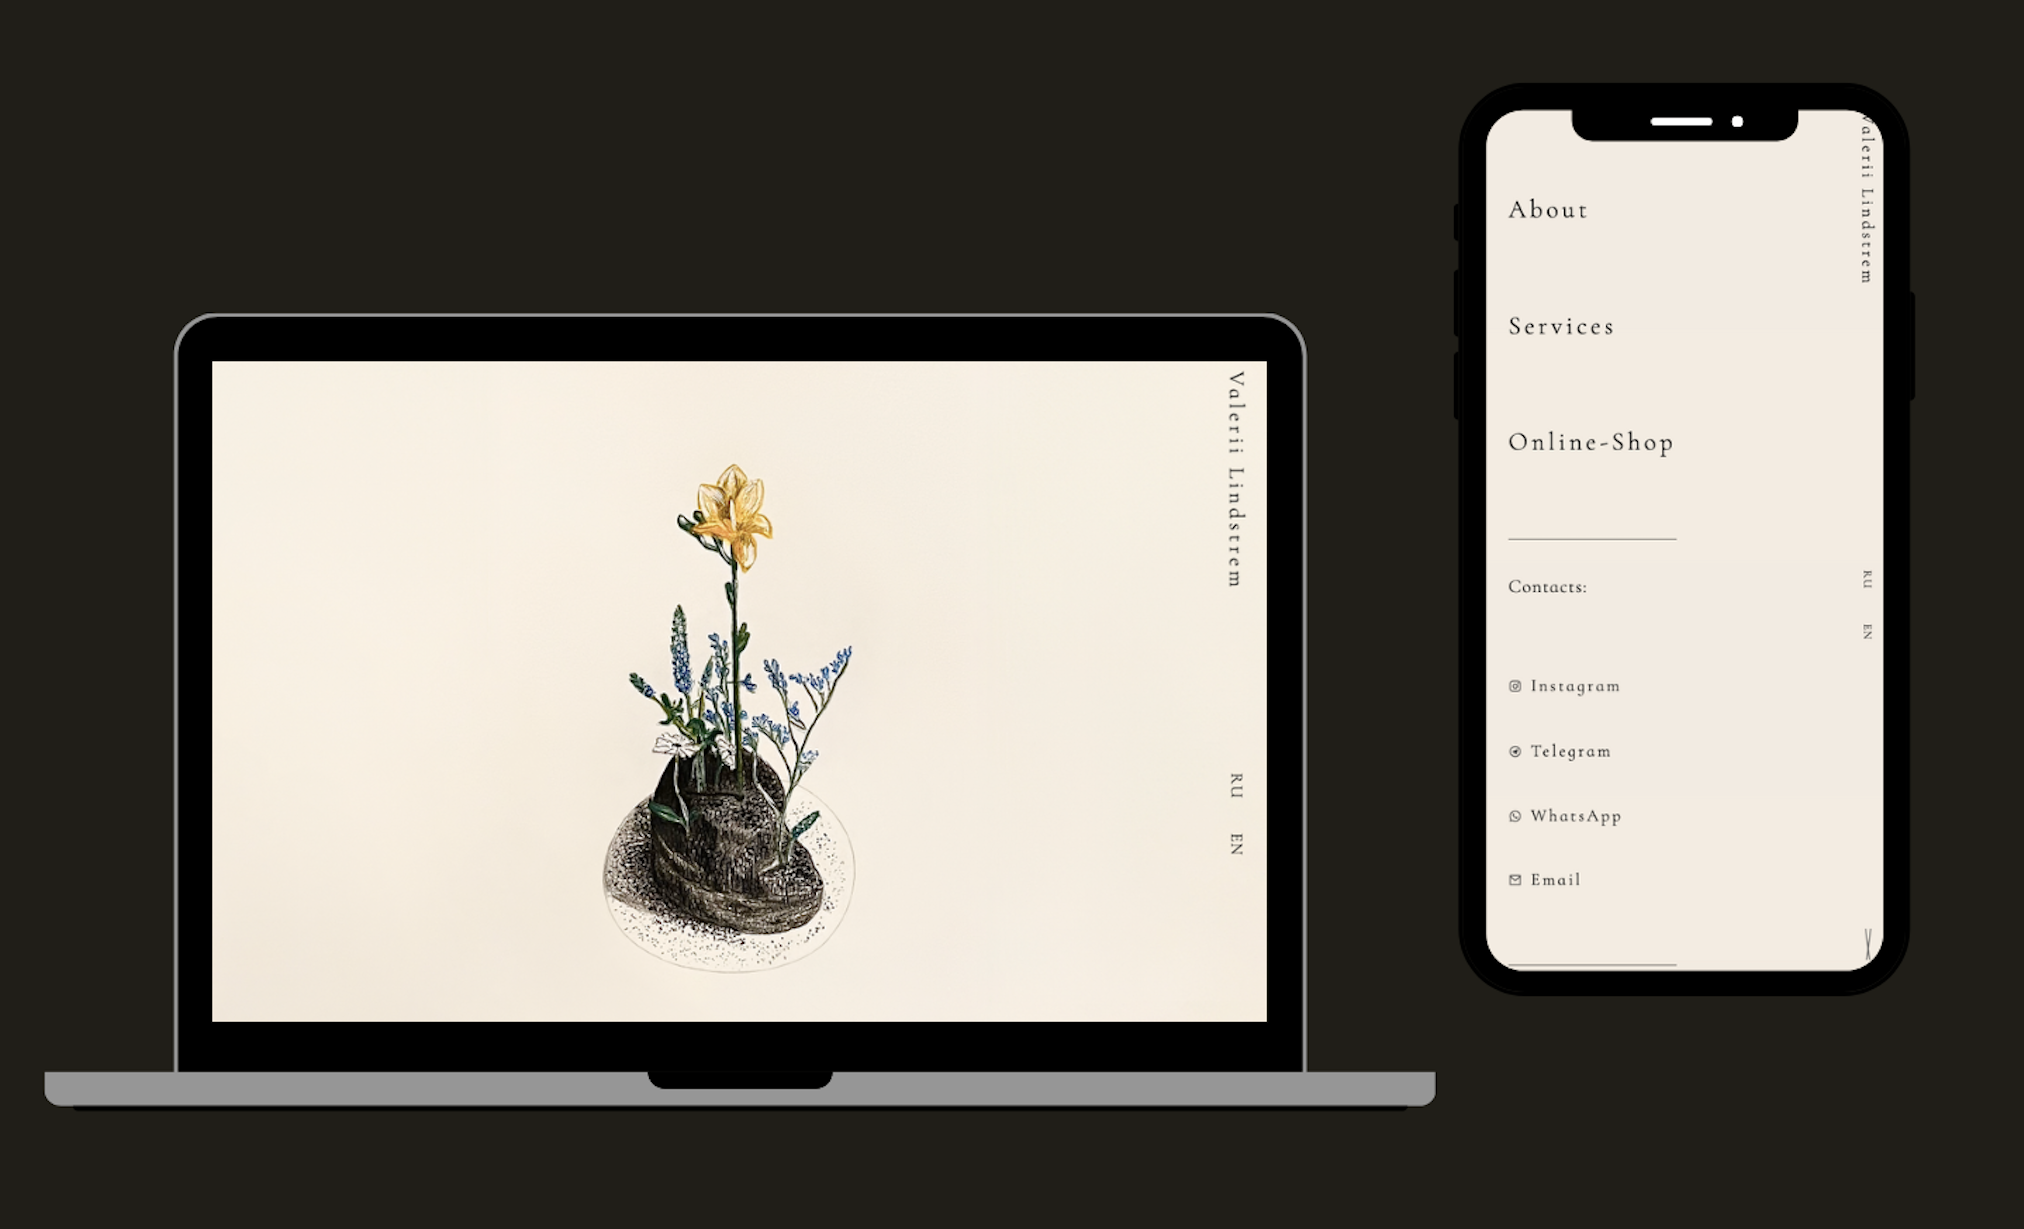 Valerii Lindstrem
RU
EN
About
Services
Online-Shop
Contacts:
Instagram
Telegram
WhatsApp
Email
Valerii Lindstrem
RU
EN